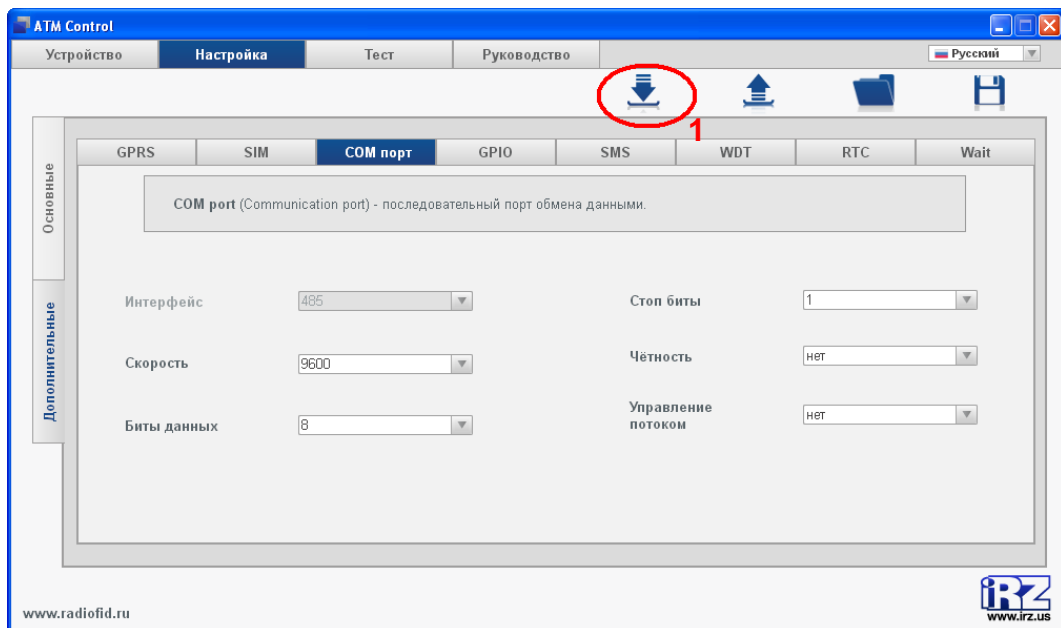 ATM Control
Устройство Настройка Тест Руководство Русский
1
GPRS SIM COM порт GPIO SMS WDT RTC Wait
Основные
Дополнительные
COM port (Communication port) - последовательный порт обмена данными.
Интерфейс 485
Скорость 9600
Биты данных 8
Стоп биты 1
Чётность нет
Управление
потоком нет
www.radiofid.ru
iRZ
www.irz.us